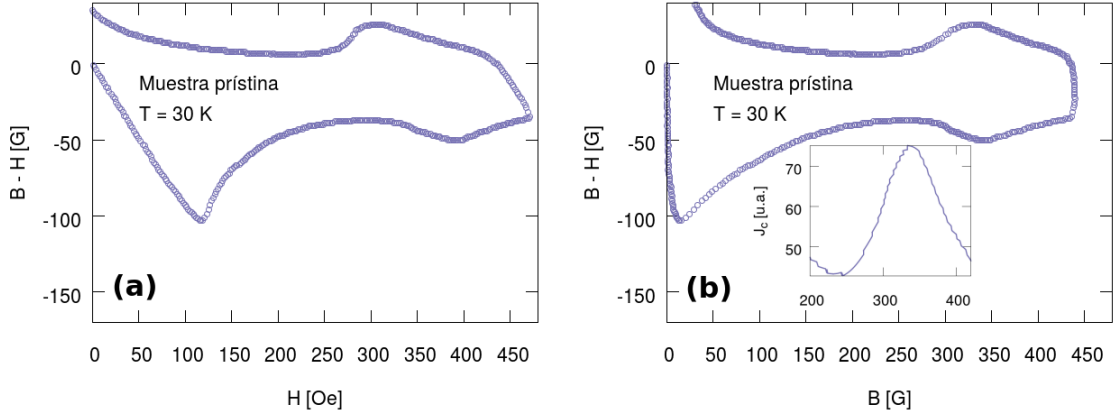 B - H [G]
0
-50
-100
-150
Muestra prístina
T = 30 K
(a)
0 50 100 150 200 250 300 350 400 450
H [Oe]
B - H [G]
0
-50
-100
-150
Muestra prístina
T = 30 K
J_c [u.a.]
70
60
50
200 300 400
(b)
0 50 100 150 200 250 300 350 400 450
B [G]